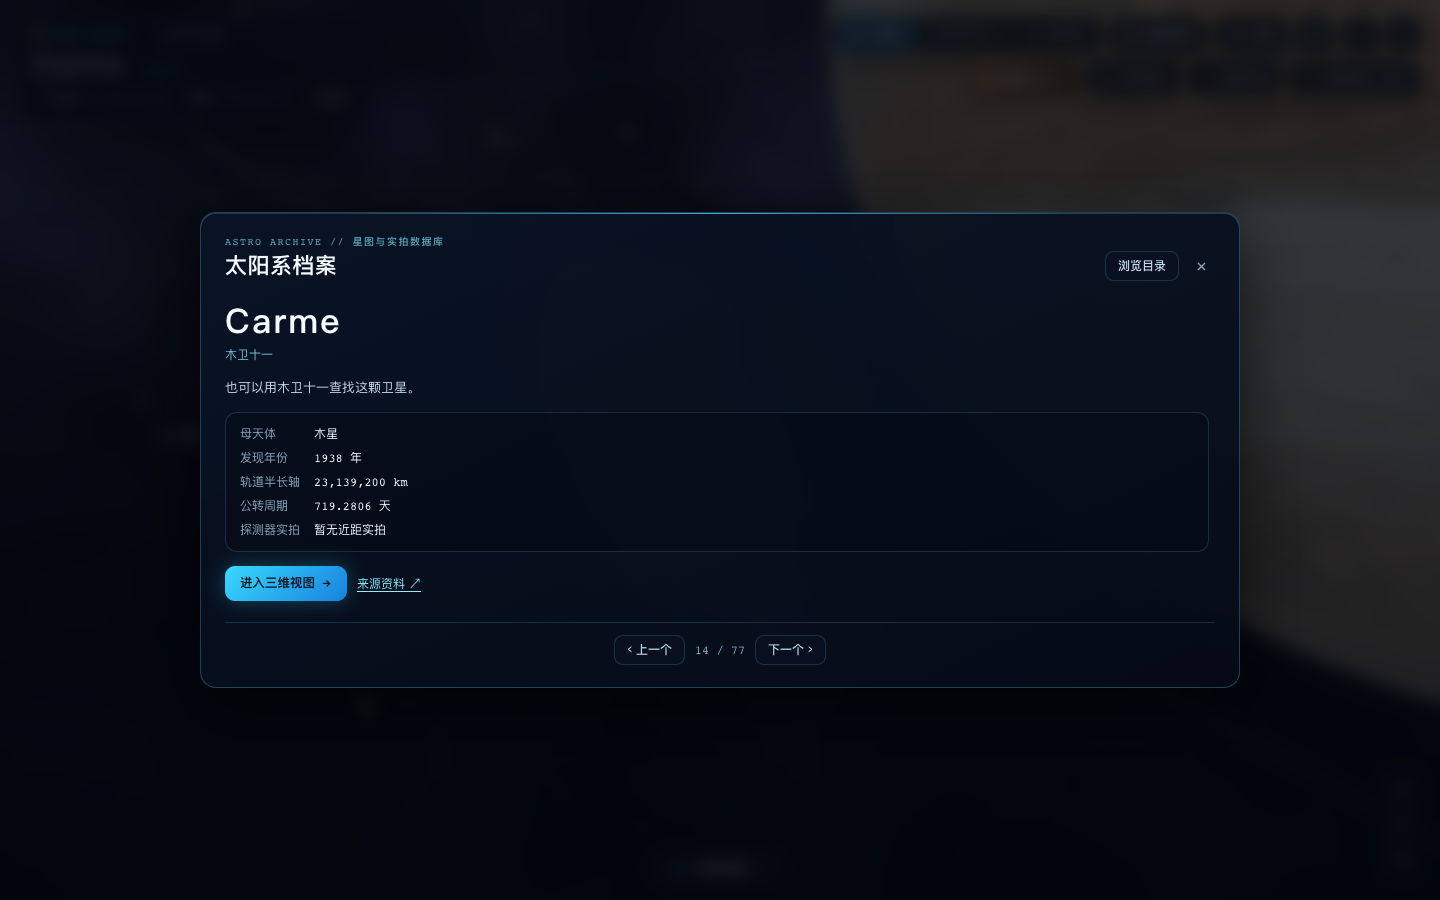 ASTRO ARCHIVE // 星图与实拍数据库
太阳系档案
浏览目录 ×
Carme
木卫十一
也可以用木卫十一查找这颗卫星。
母天体 木星
发现年份 1938 年
轨道半长轴 23,139,200 km
公转周期 719.2806 天
探测器实拍 暂无近距实拍
进入三维视图 → 来源资料 ↗
‹ 上一个 14 / 77 下一个 ›